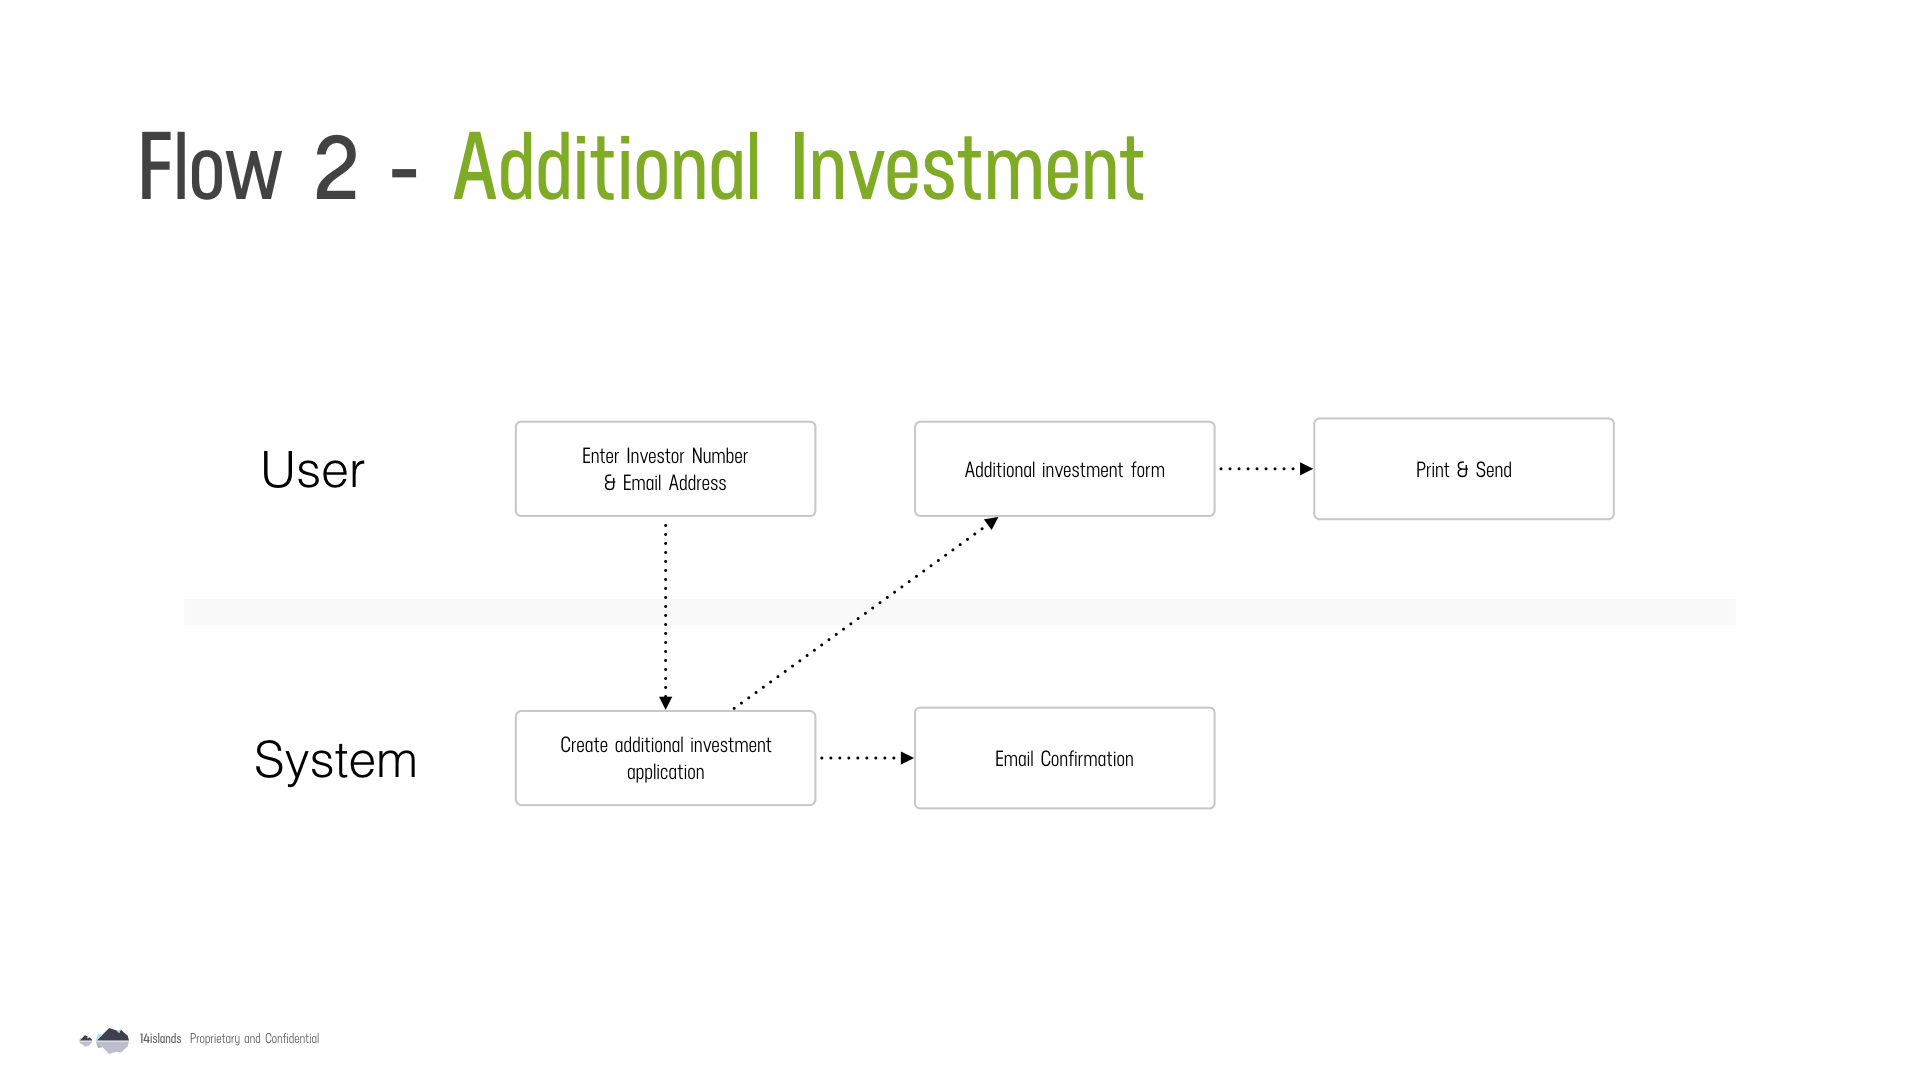 Flow 2 - Additional Investment
User
Enter Investor Number
& Email Address
Additional investment form
Print & Send
System
Create additional investment
application
Email Confirmation
14islands Proprietary and Confidential